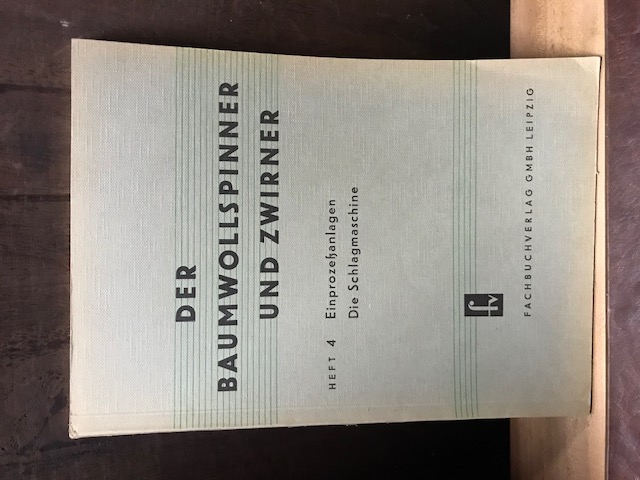 DER
BAUMWOLLSPINNER
UND ZWIRNER
HEFT 4 Einprozeßanlagen
Die Schlagmaschine
fv
FACHBUCHVERLAG GMBH LEIPZIG